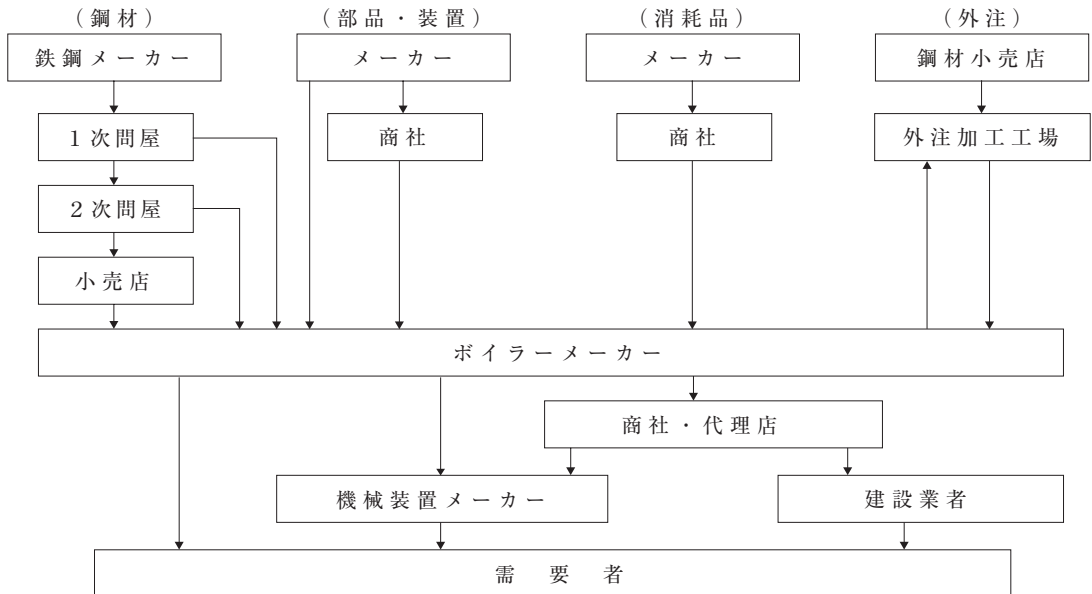 （鋼材）　（部品・装置）　（消耗品）　（外注）
鉄鋼メーカー　メーカー　メーカー　鋼材小売店
１次問屋　商社　商社　外注加工工場
２次問屋
小売店
ボイラーメーカー
商社・代理店
機械装置メーカー　建設業者
需要者